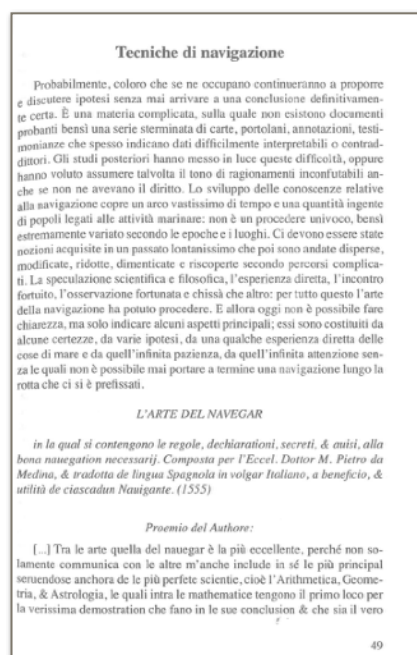 Tecniche di navigazione
Probabilmente, coloro che se ne occupano continueranno a proporre
e discutere ipotesi senza mai arrivare a una conclusione definitivamen-
te certa. È una materia complicata, sulla quale non esistono documenti
probanti bensì una serie sterminata di carte, portolani, annotazioni, testi-
monianze che spesso indicano dati difficilmente interpretabili o contrad-
dittori. Gli studi posteriori hanno messo in luce queste difficoltà, oppure
hanno voluto assumere talvolta il tono di ragionamenti inconfutabili an-
che se non ne avevano il diritto. Lo sviluppo delle conoscenze relative
alla navigazione copre un arco vastissimo di tempo e una quantità ingente
di popoli legati alle attività marinare: non è un procedere univoco, bensì
estremamente variato secondo le epoche e i luoghi. Ci devono essere state
nozioni acquisite in un passato lontanissimo che poi sono andate disperse,
modificate, ridotte, dimenticate e riscoperte secondo percorsi complica-
ti. La speculazione scientifica e filosofica, l'esperienza diretta, l'incontro
fortuito, l'osservazione fortunata e chissà che altro: per tutto questo l'arte
della navigazione ha potuto procedere. E allora oggi non è possibile fare
chiarezza, ma solo indicare alcuni aspetti principali; essi sono costituiti da
alcune certezze, da varie ipotesi, da una qualche esperienza diretta delle
cose di mare e da quell'infinita pazienza, da quell'infinita attenzione sen-
za le quali non è possibile mai portare a termine una navigazione lungo la
rotta che ci si è prefissati.
L'ARTE DEL NAVEGAR
in la qual si contengono le regole, dechiarationi, secreti, & auisi, alla
bona nauegation necessarij. Composta per l'Eccel. Dottor M. Pietro da
Medina, & tradotta de lingua Spagnola in volgar Italiano, a beneficio, &
utilità de ciascadun Nauigante. (1555)
Proemio del Authore:
[...] Tra le arte quella del nauegar è la più eccellente, perché non so-
lamente communica con le altre m'anche include in sé le più principal
seruendose anchora de le più perfete scientie, cioè l'Arithmetica, Geome-
tria, & Astrologia, le quali intra le mathematice tengono il primo loco per
la verissima demostration che fano in le sue conclusion & che sia il vero
49